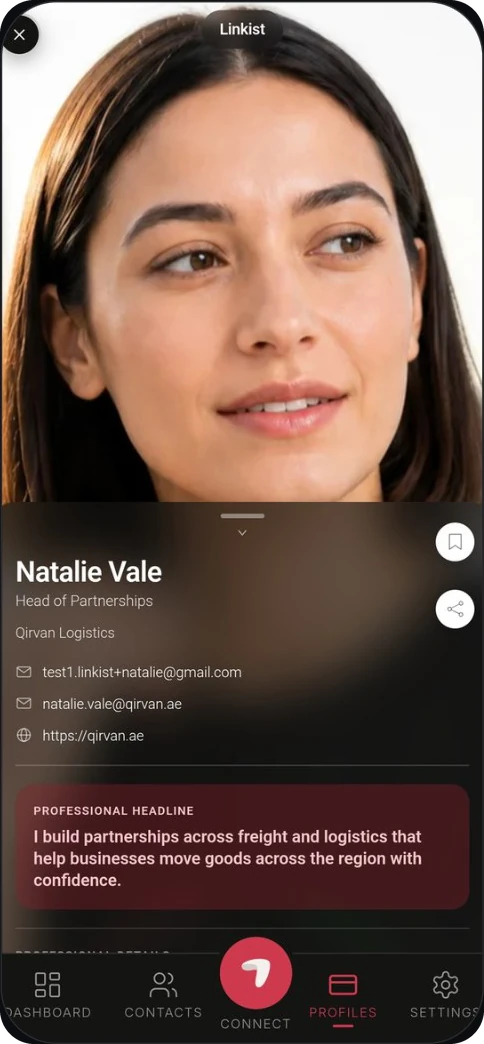 Linkist
Natalie Vale
Head of Partnerships
Qirvan Logistics
test1.linkist+natalie@gmail.com
natalie.vale@qirvan.ae
https://qirvan.ae
PROFESSIONAL HEADLINE
I build partnerships across freight and logistics that
help businesses move goods across the region with
confidence.
DASHBOARD
CONTACTS
CONNECT
PROFILES
SETTINGS